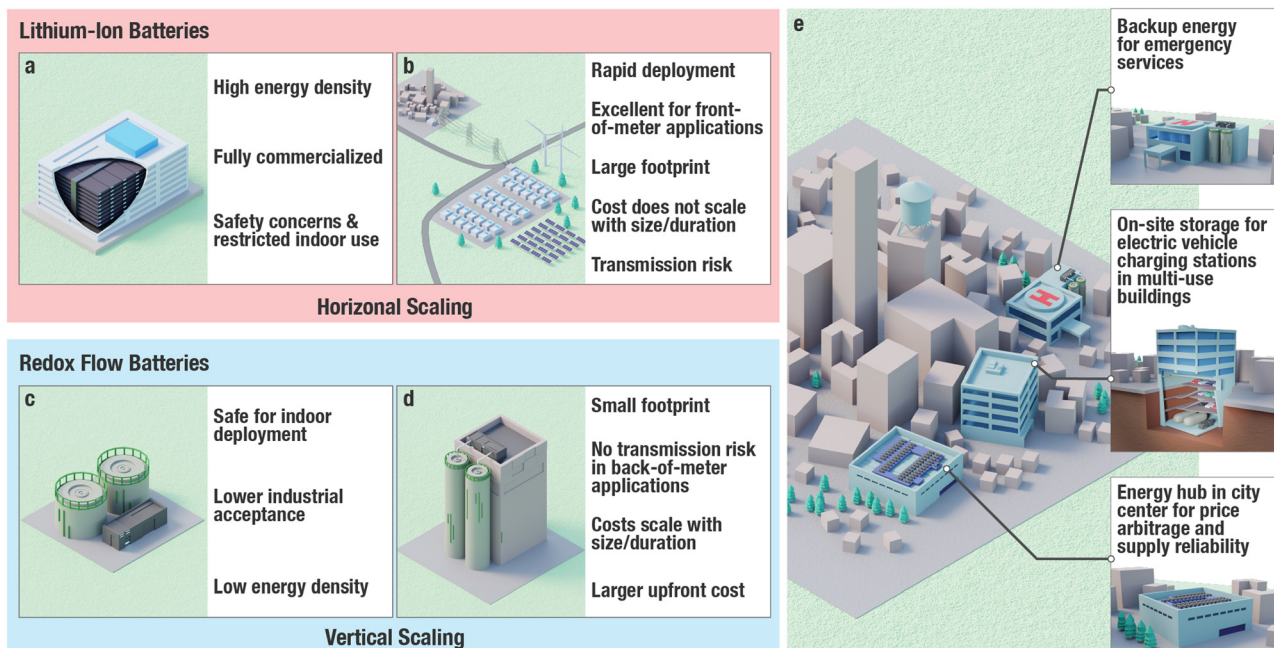 Lithium-Ion Batteries
a
High energy density
Fully commercialized
Safety concerns &
restricted indoor use
b
Rapid deployment
Excellent for front-
of-meter applications
Large footprint
Cost does not scale
with size/duration
Transmission risk
Horizonal Scaling
Redox Flow Batteries
c
Safe for indoor
deployment
Lower industrial
acceptance
Low energy density
d
Small footprint
No transmission risk
in back-of-meter
applications
Costs scale with
size/duration
Larger upfront cost
Vertical Scaling
e
Backup energy
for emergency
services
H
H
On-site storage for
electric vehicle
charging stations
in multi-use
buildings
Energy hub in city
center for price
arbitrage and
supply reliability